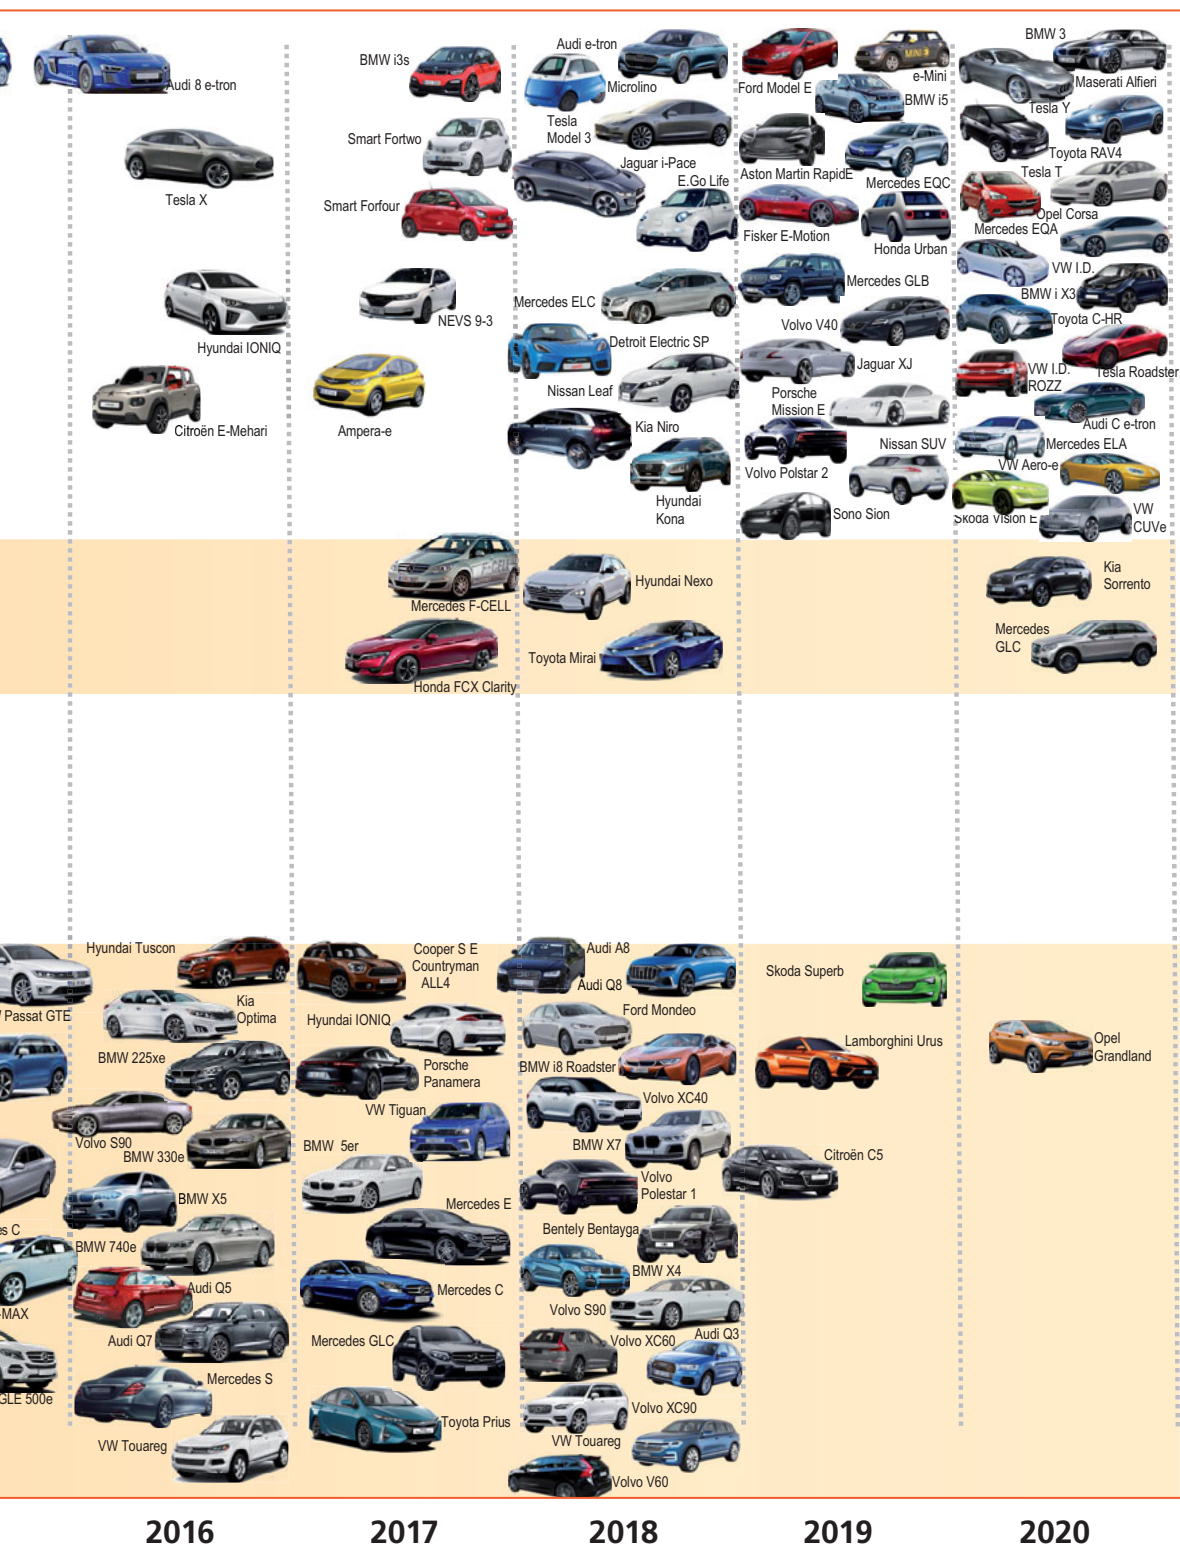 Audi 8 e-tron
Tesla X
Hyundai IONIQ
Citroën E-Mehari
BMW i3s
Smart Fortwo
Smart Forfour
NEVS 9-3
Ampera-e
Audi e-tron
Microlino
Tesla
Model 3
Jaguar i-Pace
E.Go Life
Mercedes ELC
Detroit Electric SP
Nissan Leaf
Kia Niro
Hyundai
Kona
Ford Model E
e-Mini
BMW i5
Aston Martin RapidE
Mercedes EQC
Fisker E-Motion
Honda Urban
Mercedes GLB
Volvo V40
Jaguar XJ
Porsche
Mission E
Nissan SUV
Volvo Polstar 2
Sono Sion
BMW 3
Maserati Alfieri
Tesla Y
Toyota RAV4
Tesla T
Opel Corsa
Mercedes EQA
VW I.D.
BMW i X3
Toyota C-HR
VW I.D.
ROZZ
Tesla Roadster
Audi C e-tron
Mercedes ELA
VW Aero-e
Skoda Vision E
VW
CUVe
Mercedes F-CELL
Honda FCX Clarity
Hyundai Nexo
Toyota Mirai
Kia
Sorrento
Mercedes
GLC
Passat GTE
C
-MAX
GLE 500e
Hyundai Tuscon
Kia
Optima
BMW 225xe
Volvo S90
BMW 330e
BMW X5
BMW 740e
Audi Q5
Audi Q7
Mercedes S
VW Touareg
Cooper S E
Countryman
ALL4
Hyundai IONIQ
Porsche
Panamera
VW Tiguan
BMW 5er
Mercedes E
Mercedes C
Mercedes GLC
Toyota Prius
Audi A8
Audi Q8
Ford Mondeo
BMW i8 Roadster
Volvo XC40
BMW X7
Volvo
Polestar 1
Bentely Bentayga
BMW X4
Volvo S90
Volvo XC60
Audi Q3
Volvo XC90
VW Touareg
Volvo V60
Skoda Superb
Lamborghini Urus
Citroën C5
Opel
Grandland
2016
2017
2018
2019
2020